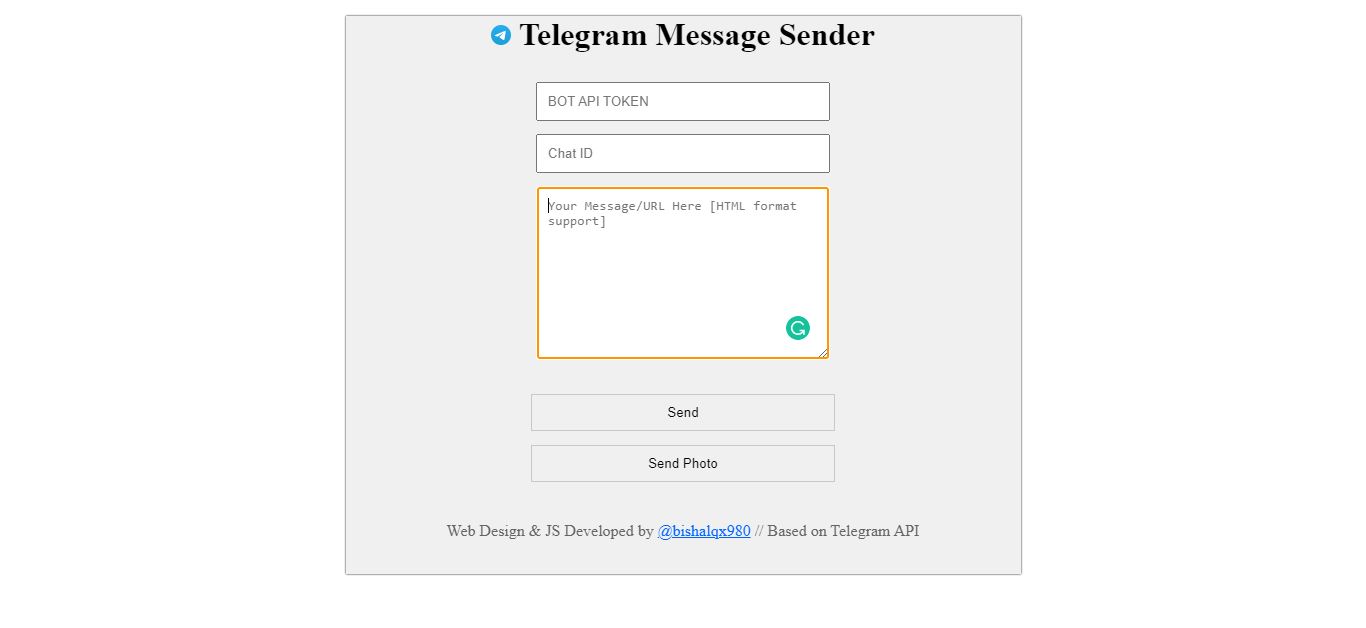 Telegram Message Sender
BOT API TOKEN
Chat ID
Your Message/URL Here [HTML format
support]
Send
Send Photo
Web Design & JS Developed by @bishalqx980 // Based on Telegram API